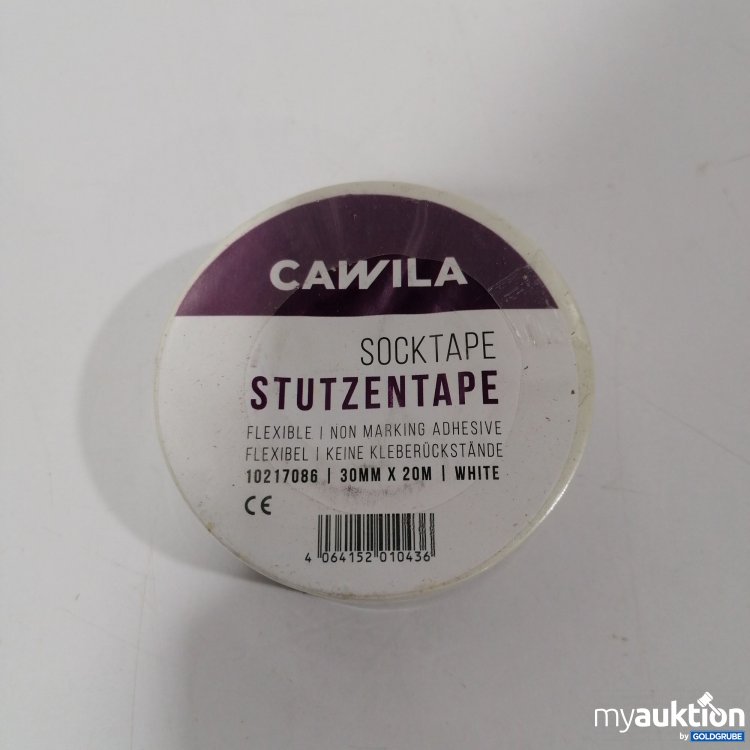 CAWILA
SOCKTAPE
STUTZENTAPE
FLEXIBLE | NON MARKING ADHESIVE
FLEXIBEL | KEINE KLEBERÜCKSTÄNDE
10217086 | 30MM X 20M | WHITE
CE
4 064152 010436
myauktion
by GOLDGRUBE